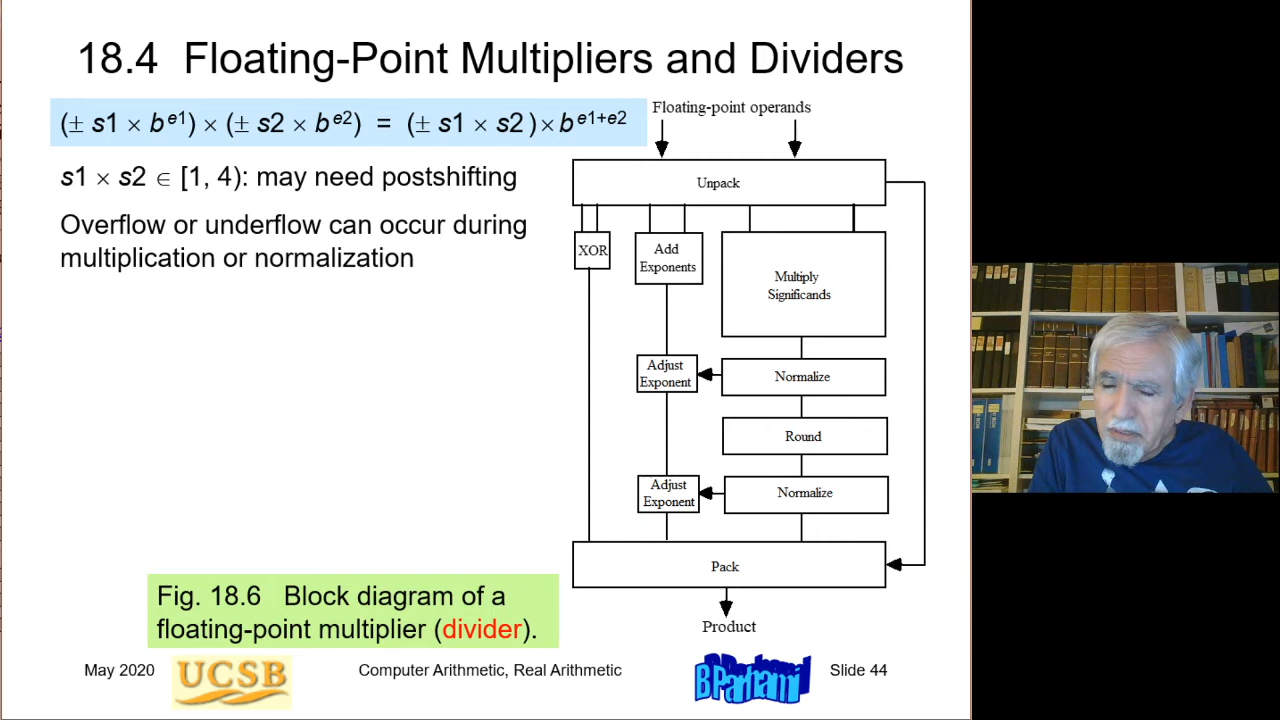 18.4 Floating-Point Multipliers and Dividers
(± s1 × b^e1) × (± s2 × b^e2) = (± s1 × s2) × b^e1+e2
s1 × s2 ∈ [1, 4): may need postshifting
Overflow or underflow can occur during
multiplication or normalization
Floating-point operands
Unpack
XOR
Add
Exponents
Multiply
Significands
Adjust
Exponent
Normalize
Round
Adjust
Exponent
Normalize
Pack
Product
Fig. 18.6 Block diagram of a
floating-point multiplier (divider).
May 2020
UCSB
Computer Arithmetic, Real Arithmetic
B Parhami
Slide 44